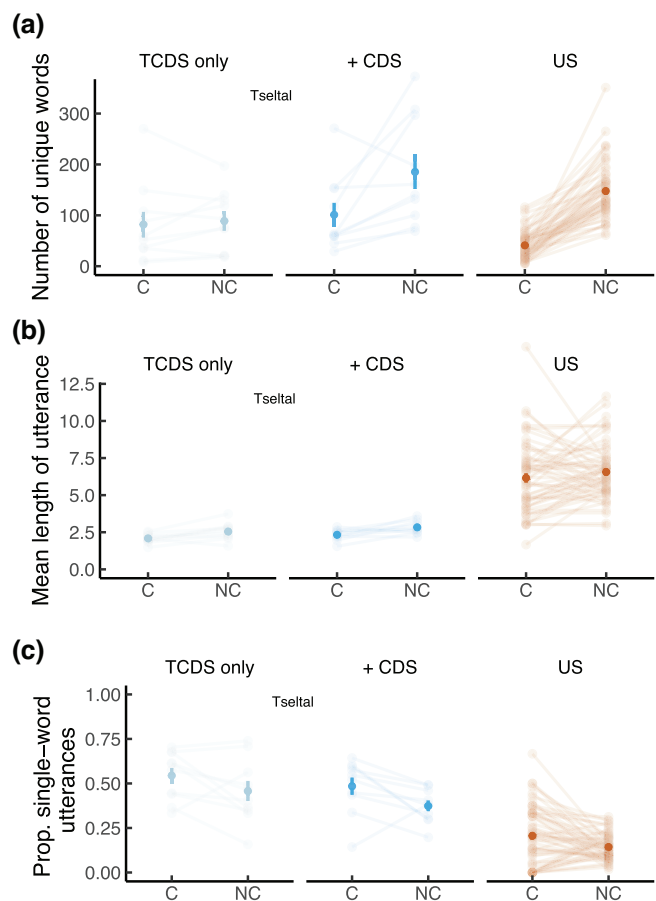 (a)
TCDS only + CDS US
Tseltal
Number of unique words
300
200
100
0
C NC C NC C NC
(b)
TCDS only + CDS US
Tseltal
Mean length of utterance
12.5
10.0
7.5
5.0
2.5
0.0
C NC C NC C NC
(c)
TCDS only + CDS US
Tseltal
Prop. single−word
utterances
1.00
0.75
0.50
0.25
0.00
C NC C NC C NC